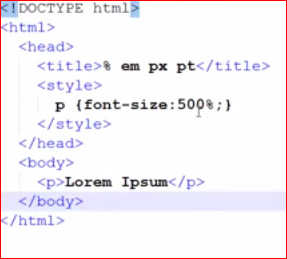 <!DOCTYPE html>
<html>
<head>
<title>% em px pt</title>
<style>
p {font-size:500%;}
</style>
</head>
<body>
<p>Lorem Ipsum</p>
</body>
</html>